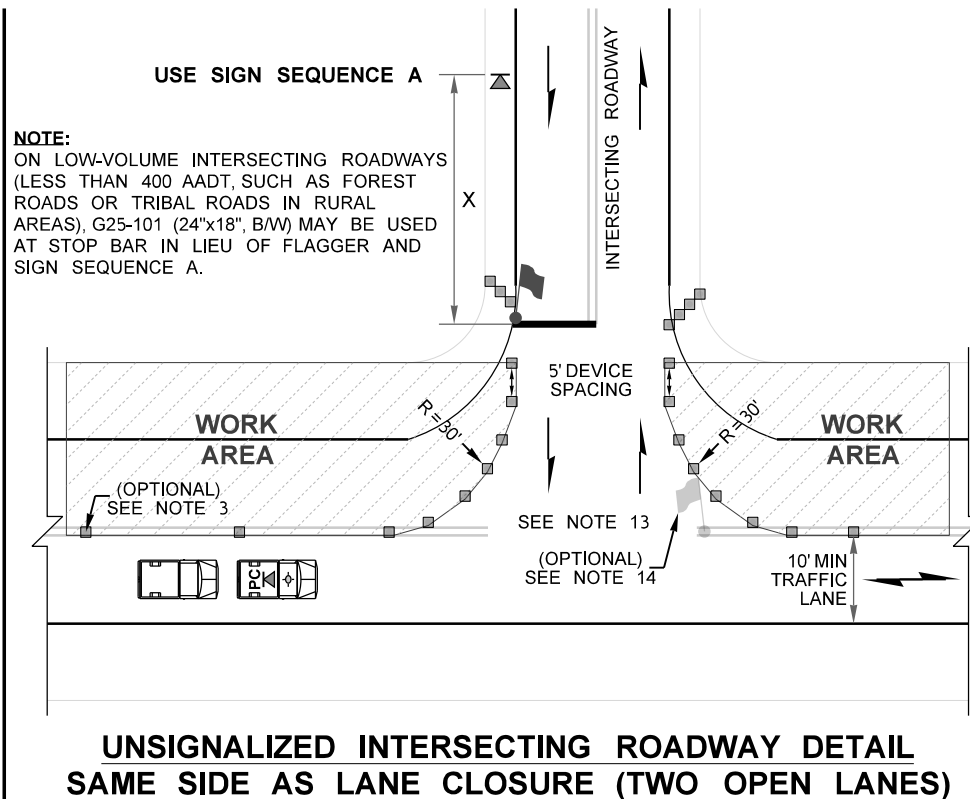 USE SIGN SEQUENCE A
NOTE:
ON LOW-VOLUME INTERSECTING ROADWAYS
(LESS THAN 400 AADT, SUCH AS FOREST
ROADS OR TRIBAL ROADS IN RURAL
AREAS), G25-101 (24"x18", B/W) MAY BE USED
AT STOP BAR IN LIEU OF FLAGGER AND
SIGN SEQUENCE A.
X
INTERSECTING ROADWAY
5' DEVICE
SPACING
WORK
AREA
R=30'
R=30'
WORK
AREA
(OPTIONAL)
SEE NOTE 3
SEE NOTE 13
(OPTIONAL)
SEE NOTE 14
10' MIN
TRAFFIC
LANE
PC
UNSIGNALIZED INTERSECTING ROADWAY DETAIL
SAME SIDE AS LANE CLOSURE (TWO OPEN LANES)